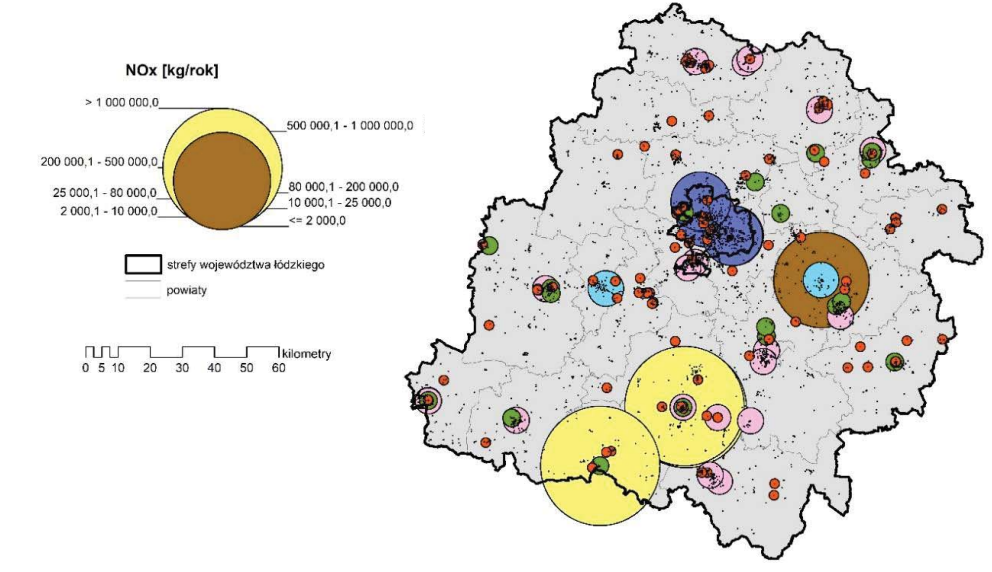 NOx [kg/rok]
> 1 000 000,0
500 000,1 - 1 000 000,0
200 000,1 - 500 000,0
80 000,1 - 200 000,0
25 000,1 - 80 000,0
10 000,1 - 25 000,0
2 000,1 - 10 000,0
<= 2 000,0
strefy województwa łódzkiego
powiaty
kilometry
0 5 10 20 30 40 50 60